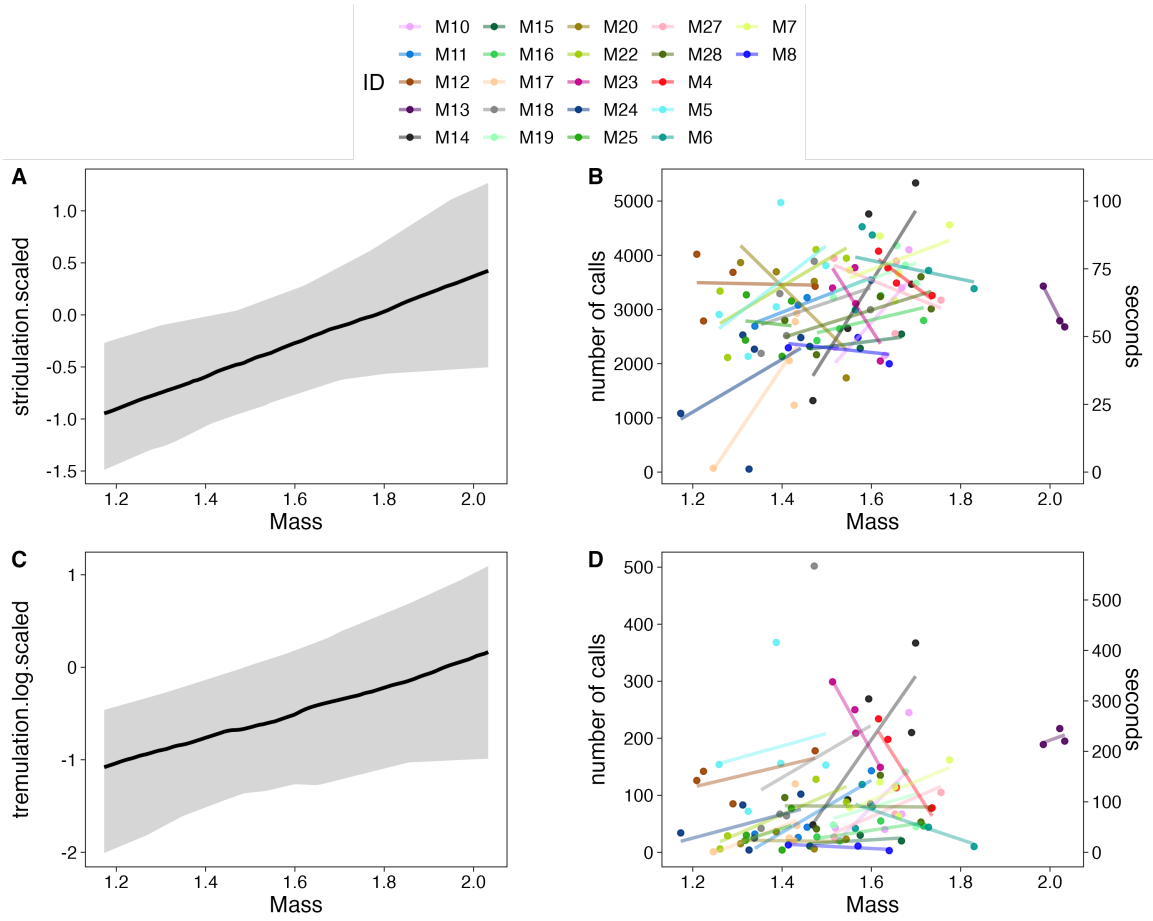 M10 M15 M20 M27 M7
M11 M16 M22 M28 M8
ID M12 M17 M23 M4
M13 M18 M24 M5
M14 M19 M25 M6
A
stridulation.scaled
1.0
0.5
0.0
-0.5
-1.0
-1.5
1.2 1.4 1.6 1.8 2.0
Mass
B
number of calls
5000
4000
3000
2000
1000
0
100
75
50
25
0
seconds
1.2 1.4 1.6 1.8 2.0
Mass
C
tremulation.log.scaled
1
0
-1
-2
1.2 1.4 1.6 1.8 2.0
Mass
D
number of calls
500
400
300
200
100
0
500
400
300
200
100
0
seconds
1.2 1.4 1.6 1.8 2.0
Mass